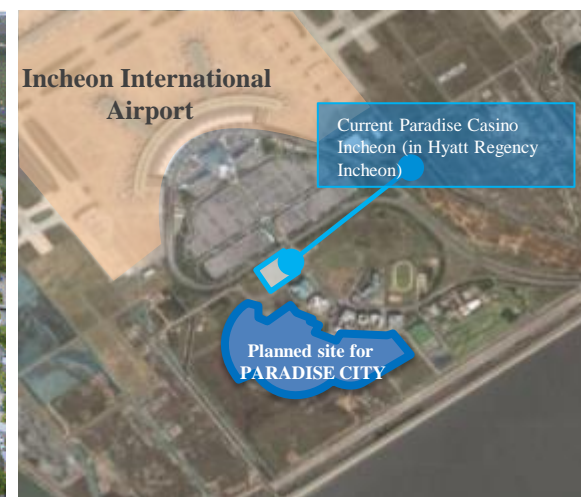 Incheon International
Airport
Current Paradise Casino
Incheon (in Hyatt Regency
Incheon)
Planned site for
PARADISE CITY